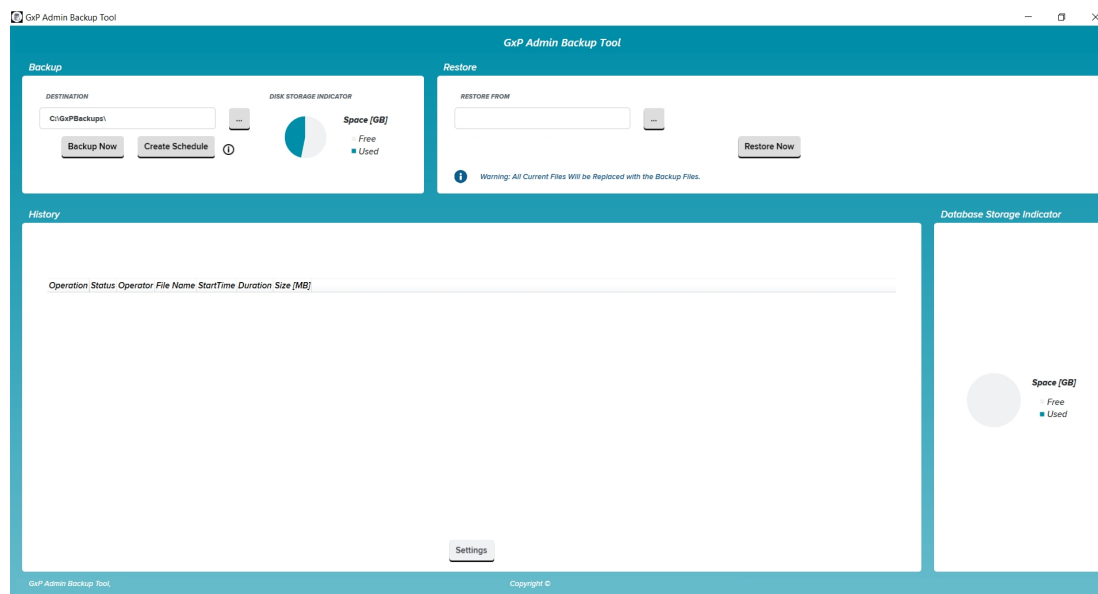 GxP Admin Backup Tool
GxP Admin Backup Tool
Backup
DESTINATION
DISK STORAGE INDICATOR
C:\GxPBackups\
...
Space [GB]
Free
Used
Backup Now
Create Schedule
Restore
RESTORE FROM
...
Restore Now
Warning: All Current Files Will be Replaced with the Backup Files.
History
Operation Status Operator File Name StartTime Duration Size [MB]
Settings
Database Storage Indicator
Space [GB]
Free
Used
GxP Admin Backup Tool,
Copyright ©